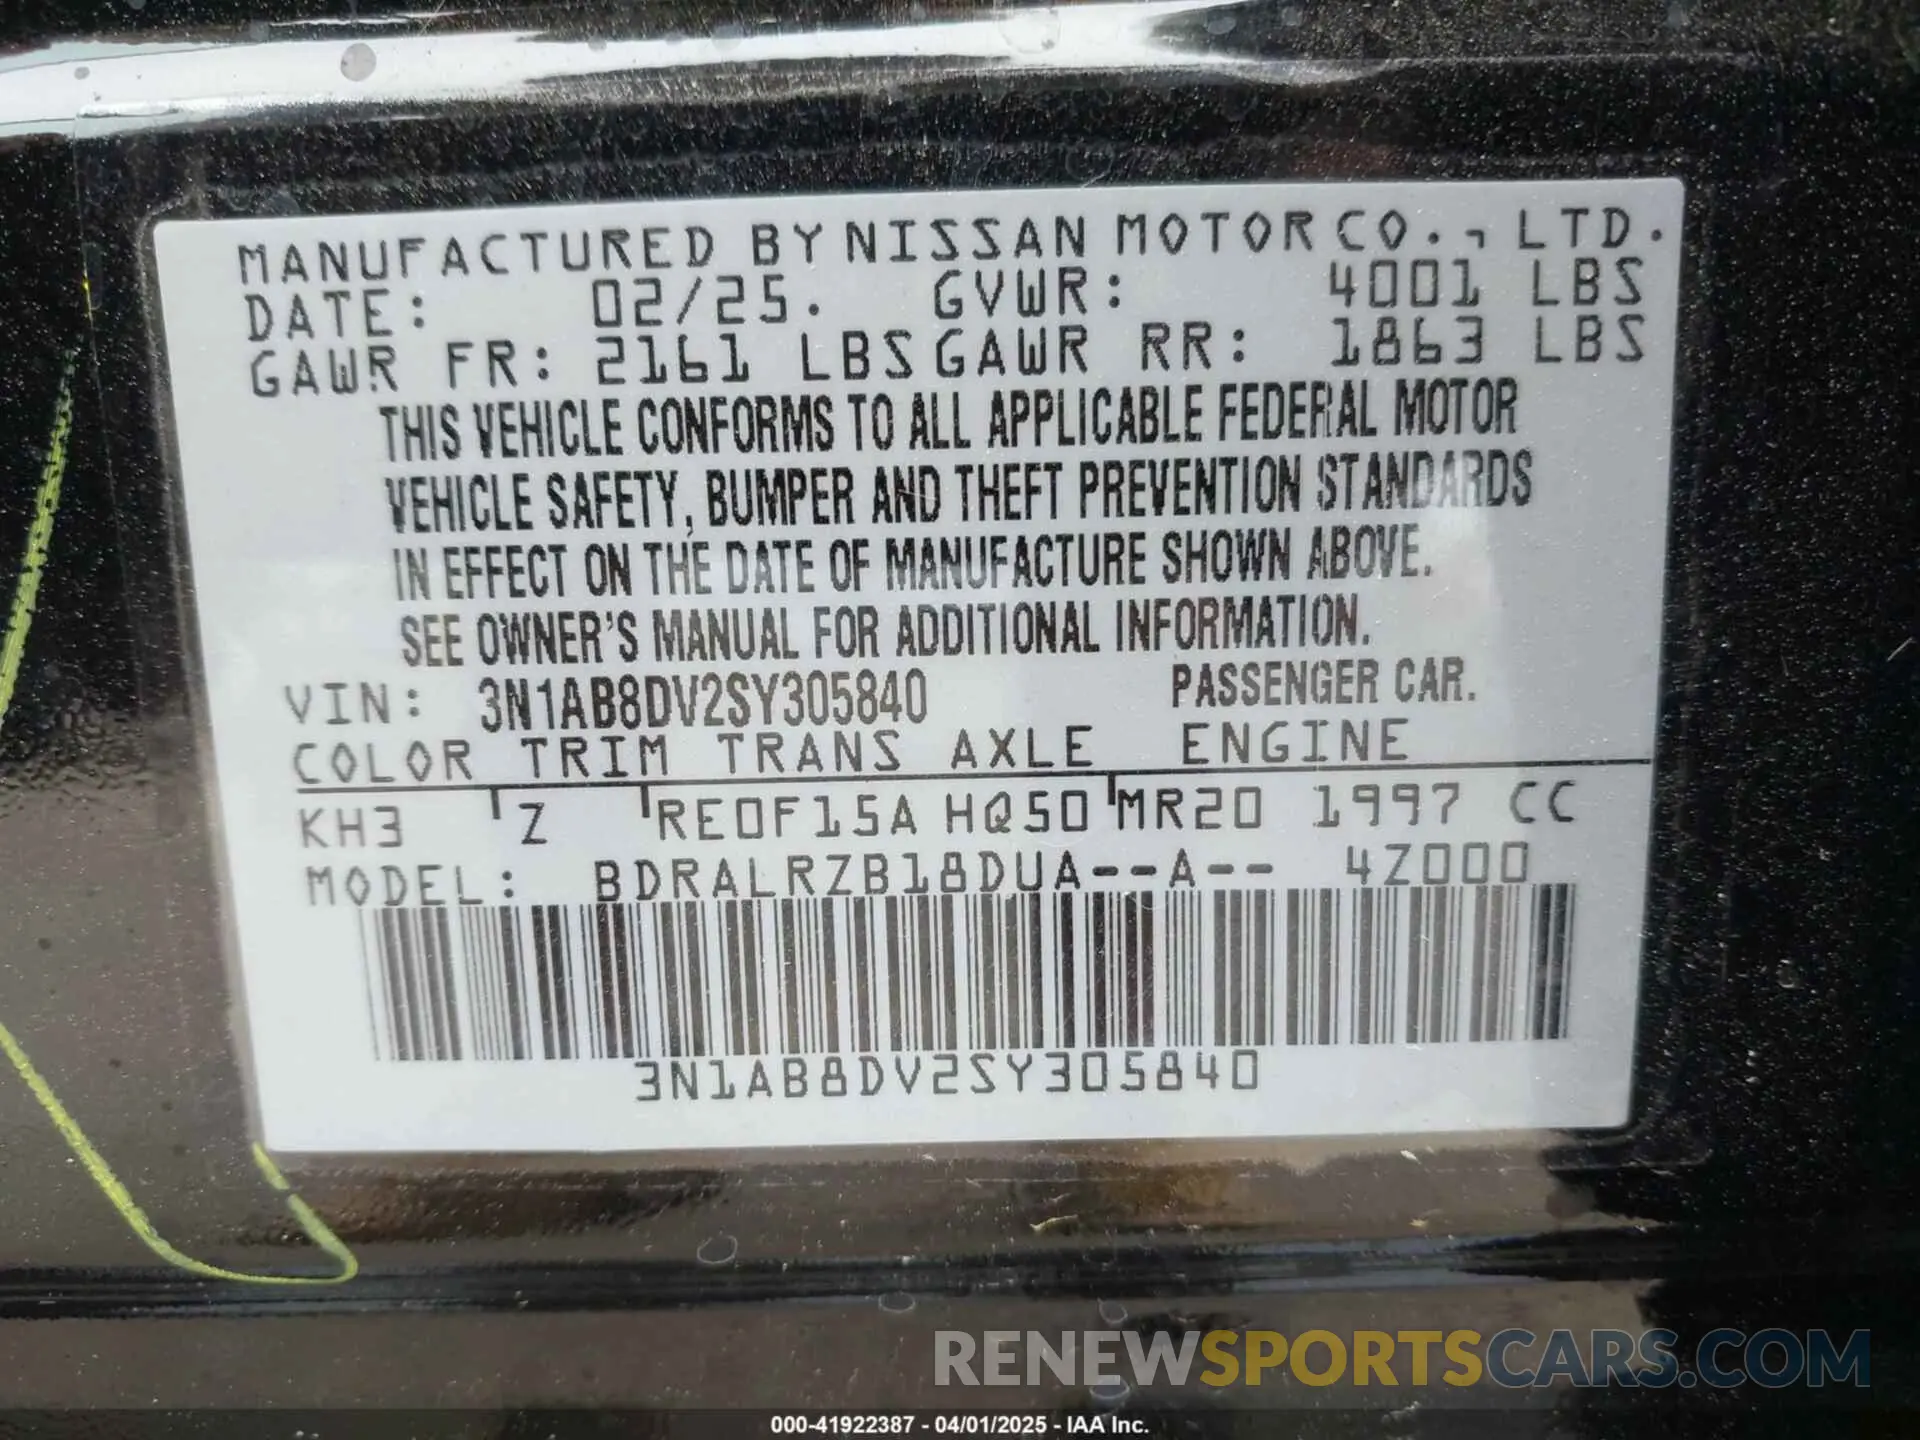 MANUFACTURED BY NISSAN MOTOR CO., LTD.
DATE: 02/25. GVWR: 4001 LBS
GAWR FR: 2161 LBS GAWR RR: 1863 LBS
THIS VEHICLE CONFORMS TO ALL APPLICABLE FEDERAL MOTOR
VEHICLE SAFETY, BUMPER AND THEFT PREVENTION STANDARDS
IN EFFECT ON THE DATE OF MANUFACTURE SHOWN ABOVE.
SEE OWNER'S MANUAL FOR ADDITIONAL INFORMATION.
VIN: 3N1AB8DV2SY305840 PASSENGER CAR.
COLOR TRIM TRANS AXLE ENGINE
KH3 Z RE0F15A HQ50 MR20 1997 CC
MODEL: BDRALRZB18DUA--A-- 4Z000
3N1AB8DV2SY305840
RENEWSPORTSCARS.COM
000-41922387 - 04/01/2025 - IAA Inc.